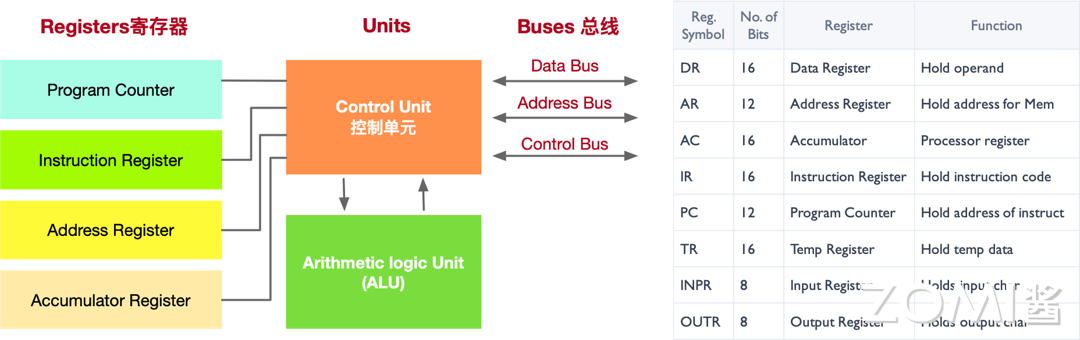 Registers寄存器
Units
Buses 总线
Program Counter
Instruction Register
Address Register
Accumulator Register
Control Unit
控制单元
Arithmetic logic Unit
(ALU)
Data Bus
Address Bus
Control Bus
Reg. Symbol No. of Bits Register Function
DR 16 Data Register Hold operand
AR 12 Address Register Hold address for Mem
AC 16 Accumulator Processor register
IR 16 Instruction Register Hold instruction code
PC 12 Program Counter Hold address of instruct
TR 16 Temp Register Hold temp data
INPR 8 Input Register Holds input char
OUTR 8 Output Register Holds output char
ZOMI酱